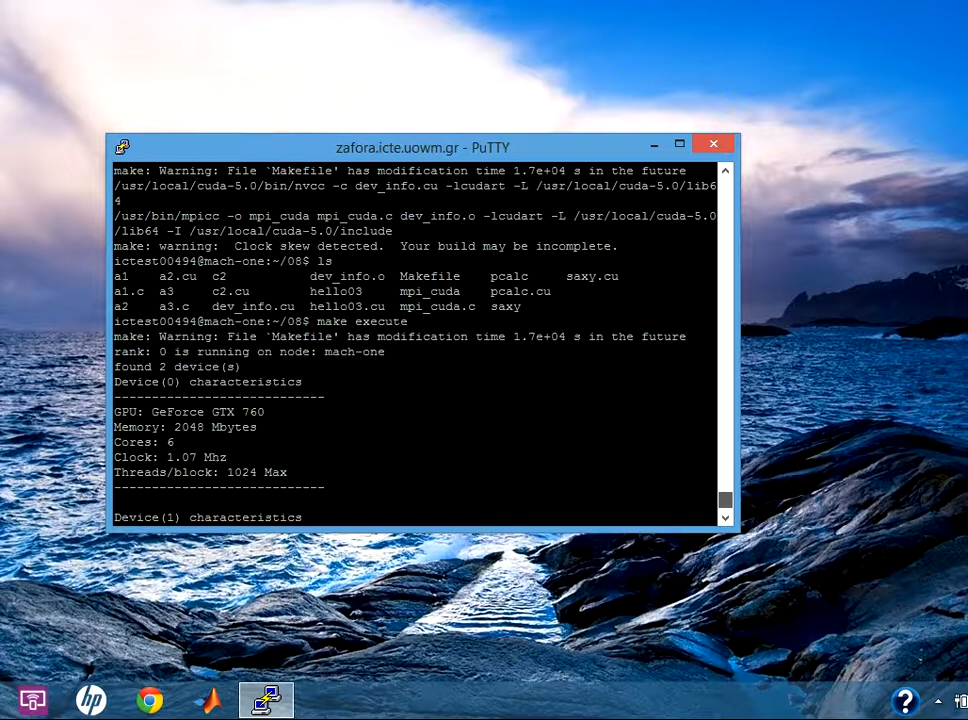 zafora.icte.uowm.gr - PuTTY
make: Warning: File `Makefile' has modification time 1.7e+04 s in the future
/usr/local/cuda-5.0/bin/nvcc -c dev_info.cu -lcudart -L /usr/local/cuda-5.0/lib6
4
/usr/bin/mpicc -o mpi_cuda mpi_cuda.c dev_info.o -lcudart -L /usr/local/cuda-5.0
/lib64 -I /usr/local/cuda-5.0/include
make: warning:  Clock skew detected.  Your build may be incomplete.
ictest00494@mach-one:~/08$ ls
a1    a2.cu  c2           dev_info.o  Makefile    pcalc     saxy.cu
a1.c  a3     c2.cu        hello03     mpi_cuda    pcalc.cu
a2    a3.c   dev_info.cu  hello03.cu  mpi_cuda.c  saxy
ictest00494@mach-one:~/08$ make execute
make: Warning: File `Makefile' has modification time 1.7e+04 s in the future
rank: 0 is running on node: mach-one
found 2 device(s)
Device(0) characteristics
----------------------------
GPU: GeForce GTX 760
Memory: 2048 Mbytes
Cores: 6
Clock: 1.07 Mhz
Threads/block: 1024 Max
----------------------------
Device(1) characteristics
hp
?